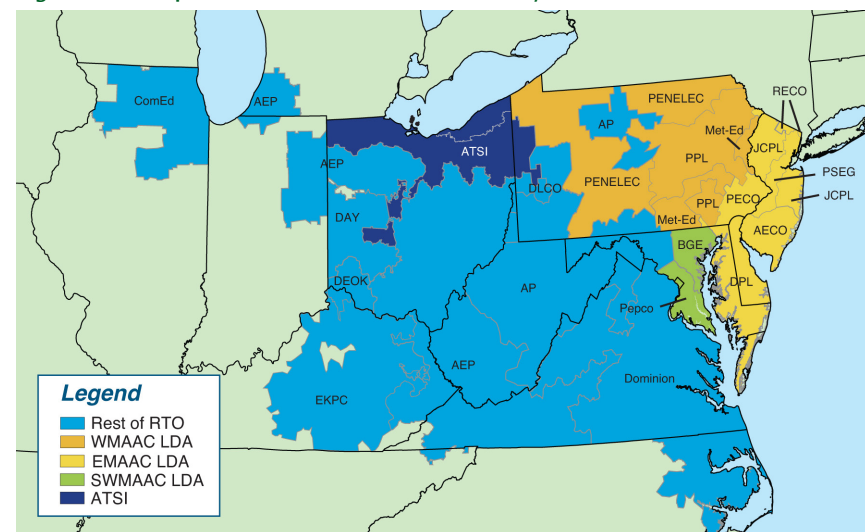 RECO
ComEd
AEP
PENELEC
AP
Met-Ed
JCPL
ATSI
AEP
PPL
PSEG
DLCO
PENELEC
JCPL
PPL
PECO
DAY
Met-Ed
AECO
BGE
DEOK
AP
DPL
Pepco
AEP
Dominion
EKPC
Legend
Rest of RTO
WMAAC LDA
EMAAC LDA
SWMAAC LDA
ATSI